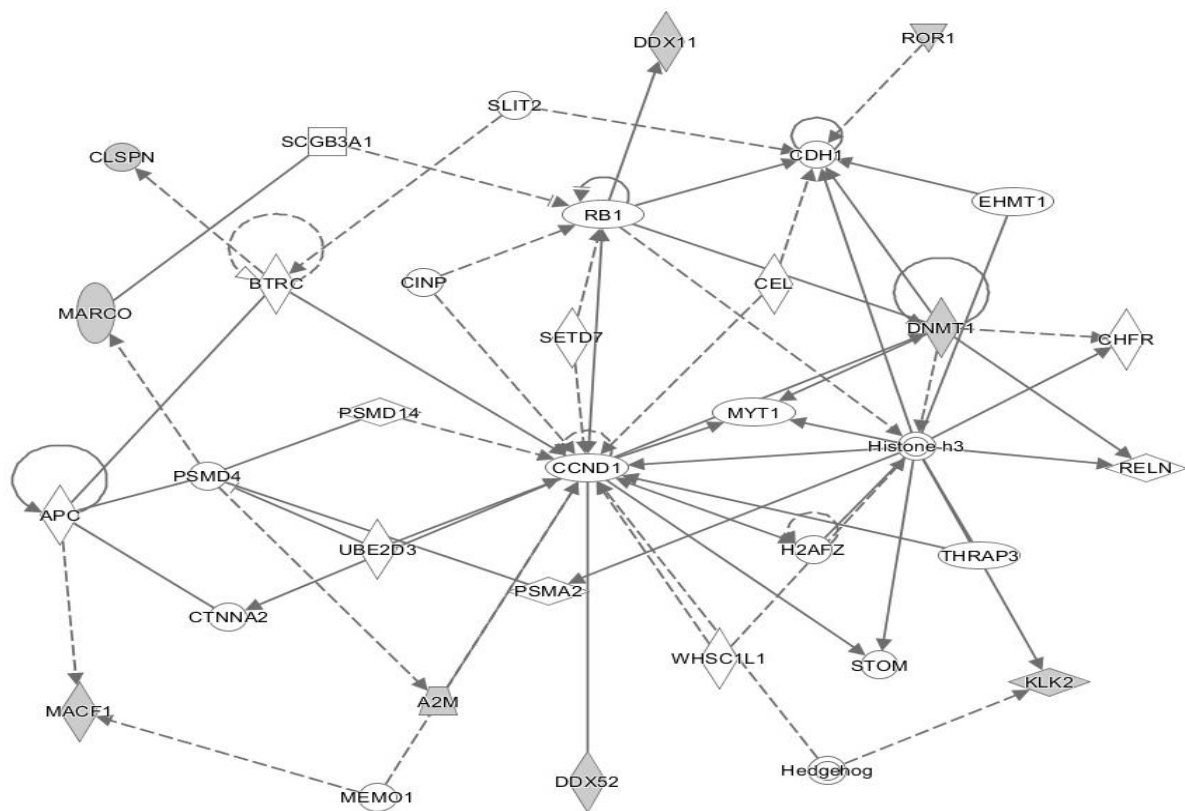 DDX11
ROR1
SLIT2
SCGB3A1
CLSPN
CDH1
EHMT1
RB1
BTRC
CINP
CEL
MARCO
SETD7
DNMT1
CHFR
PSMD14
MYT1
Histone h3
CCND1
RELN
PSMD4
APC
UBE2D3
H2AFZ
THRAP3
PSMA2
CTNNA2
WHSC1L1
STOM
KLK2
A2M
MACF1
Hedgehog
DDX52
MEMO1